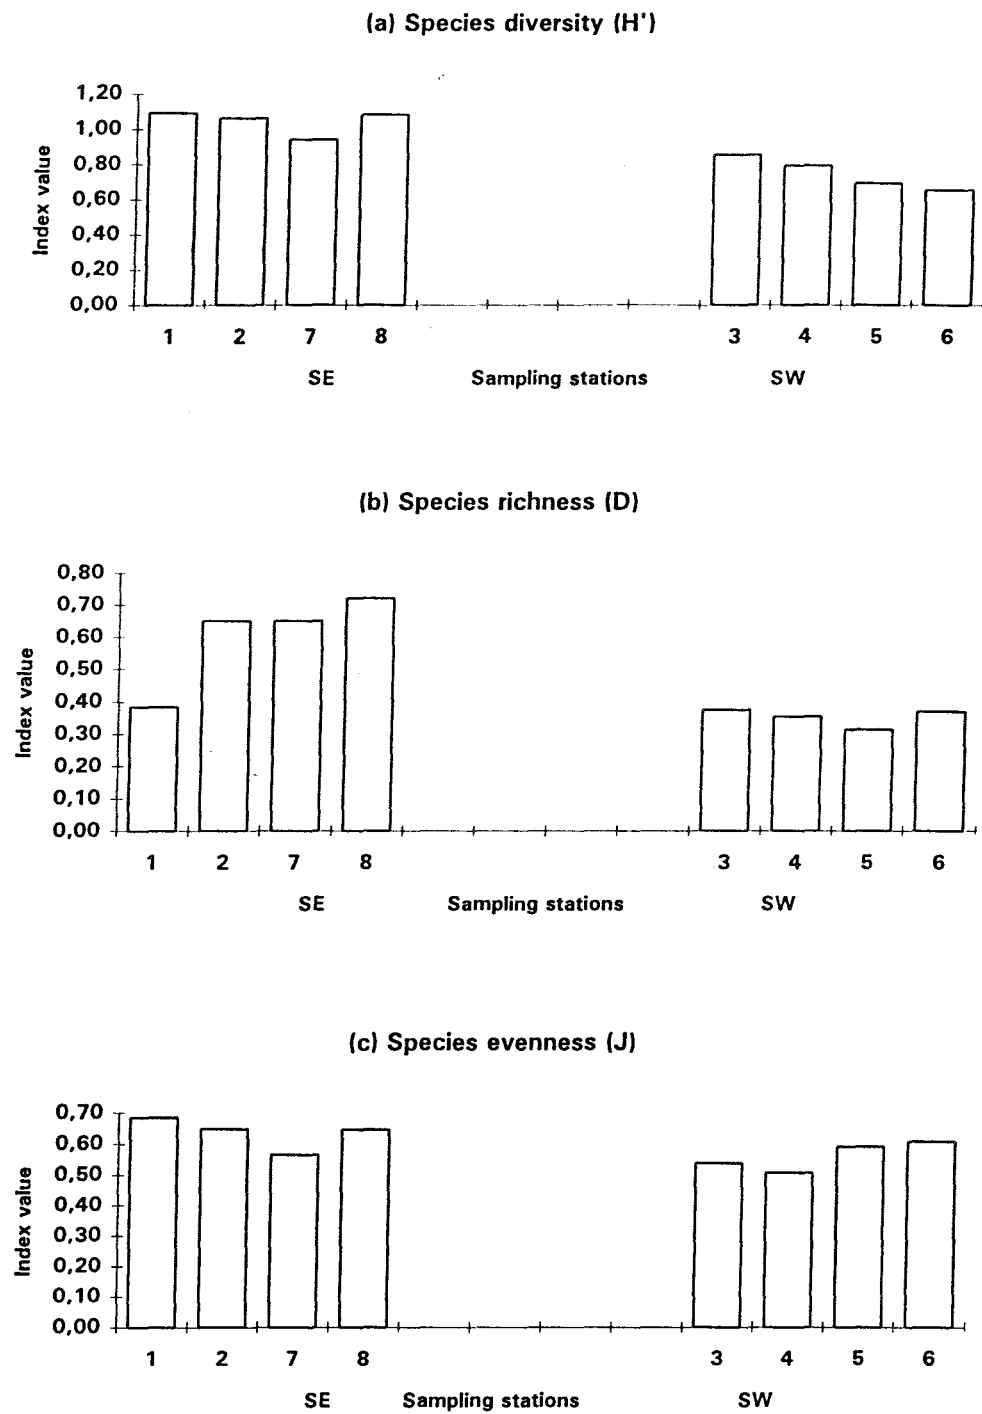 (a) Species diversity (H')
1,20
1,00
0,80
0,60
0,40
0,20
0,00
Index value
1 2 7 8 3 4 5 6
SE Sampling stations SW
(b) Species richness (D)
0,80
0,70
0,60
0,50
0,40
0,30
0,20
0,10
0,00
Index value
1 2 7 8 3 4 5 6
SE Sampling stations SW
(c) Species evenness (J)
0,70
0,60
0,50
0,40
0,30
0,20
0,10
0,00
Index value
1 2 7 8 3 4 5 6
SE Sampling stations SW